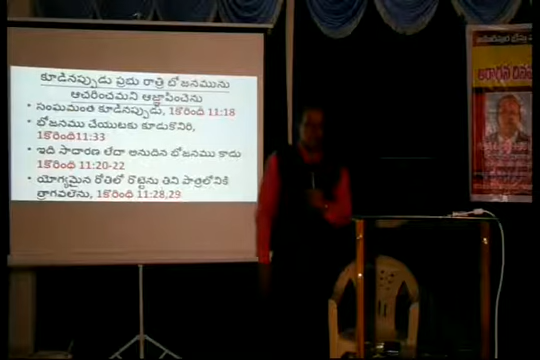 కూడినప్పుడు ప్రభు రాత్రి బోజనమును
ఆచరించమని ఆజ్ఞాపించెను
• సంఘమంత కూడినప్పుడు, 1కొరింథి 11:18
• బోజనము చేయుటకు కూడుకొనిరి,
1కొరింథి11:33
• ఇది సాదారణ లేదా అనుదిన బోజనము కాదు
1కొరింథి 11:20-22
• యోగ్యమైన రీతిలో రొట్టెను తిని పాత్రలోనికి
త్రాగవలెను, 1కొరింథి 11:28,29